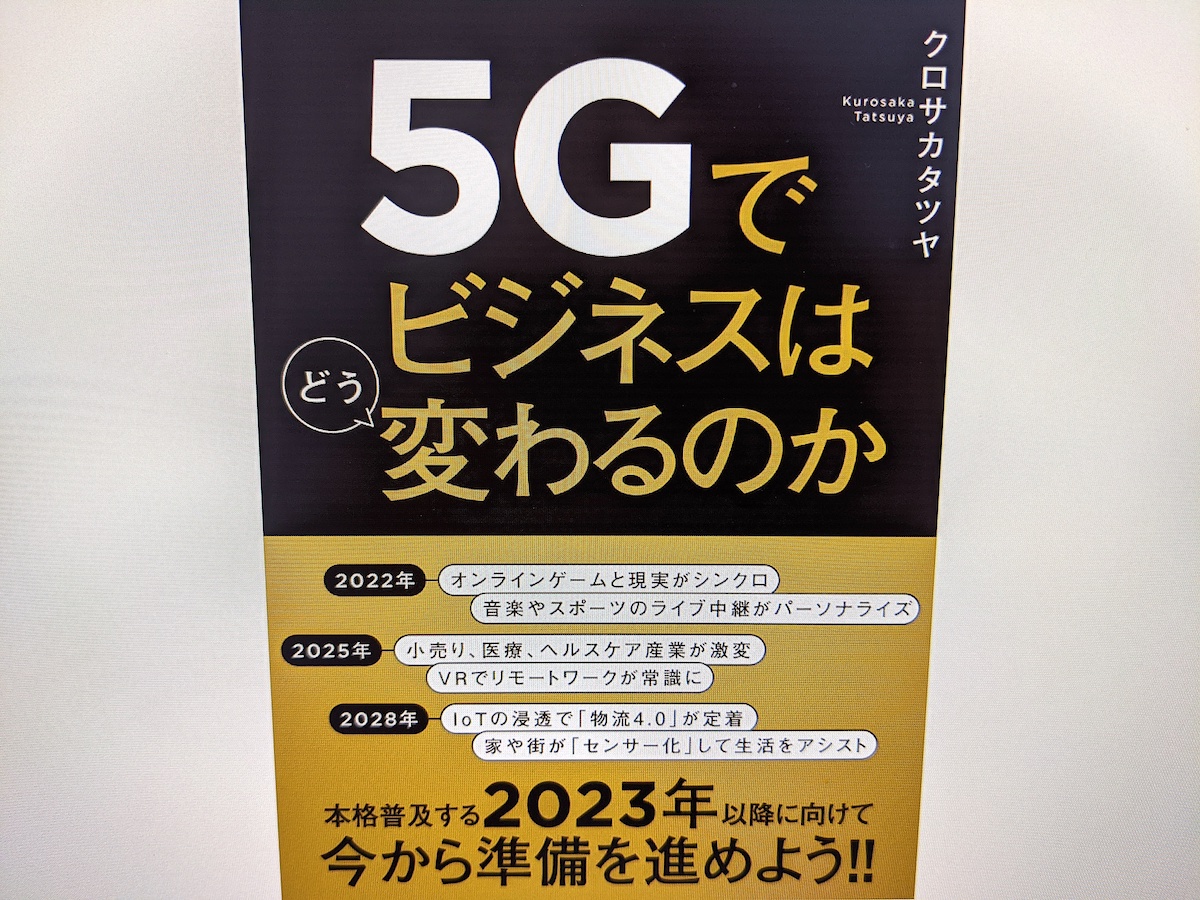 クロサカタツヤ
Kurosaka
Tatsuya
5Gで
ビジネスは
どう
変わるのか
2022年 オンラインゲームと現実がシンクロ
音楽やスポーツのライブ中継がパーソナライズ
2025年 小売り、医療、ヘルスケア産業が激変
VRでリモートワークが常識に
2028年 IoTの浸透で「物流4.0」が定着
家や街が「センサー化」して生活をアシスト
本格普及する2023年以降に向けて
今から準備を進めよう!!